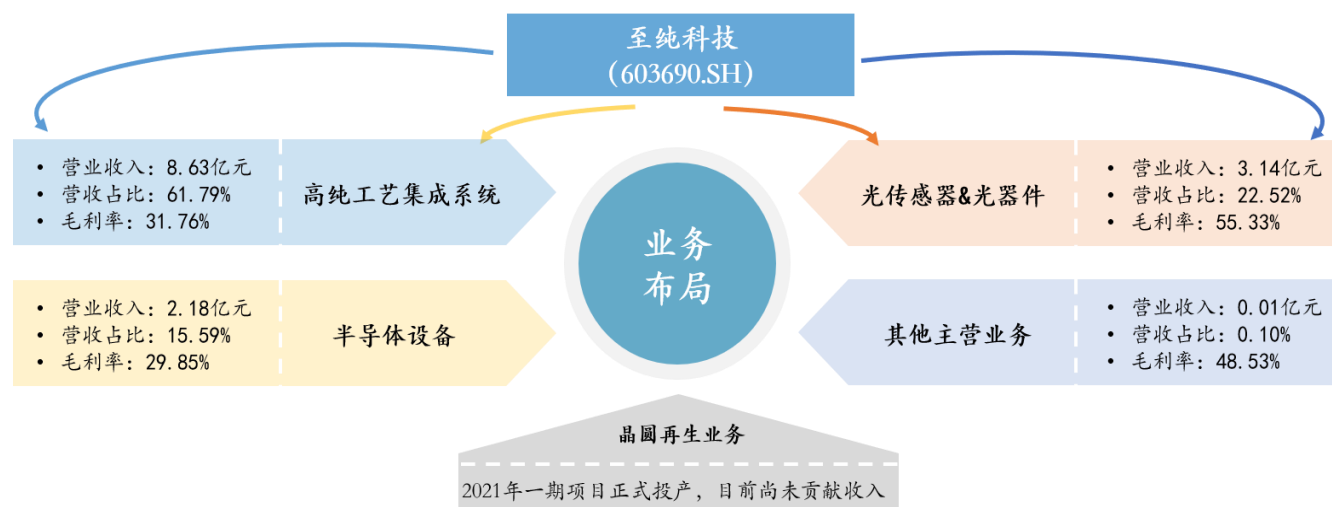 至纯科技
（603690.SH）
• 营业收入：8.63亿元
• 营收占比：61.79%
• 毛利率：31.76%
高纯工艺集成系统
光传感器&光器件
• 营业收入：3.14亿元
• 营收占比：22.52%
• 毛利率：55.33%
业务
布局
• 营业收入：2.18亿元
• 营收占比：15.59%
• 毛利率：29.85%
半导体设备
其他主营业务
• 营业收入：0.01亿元
• 营收占比：0.10%
• 毛利率：48.53%
晶圆再生业务
2021年一期项目正式投产，目前尚未贡献收入